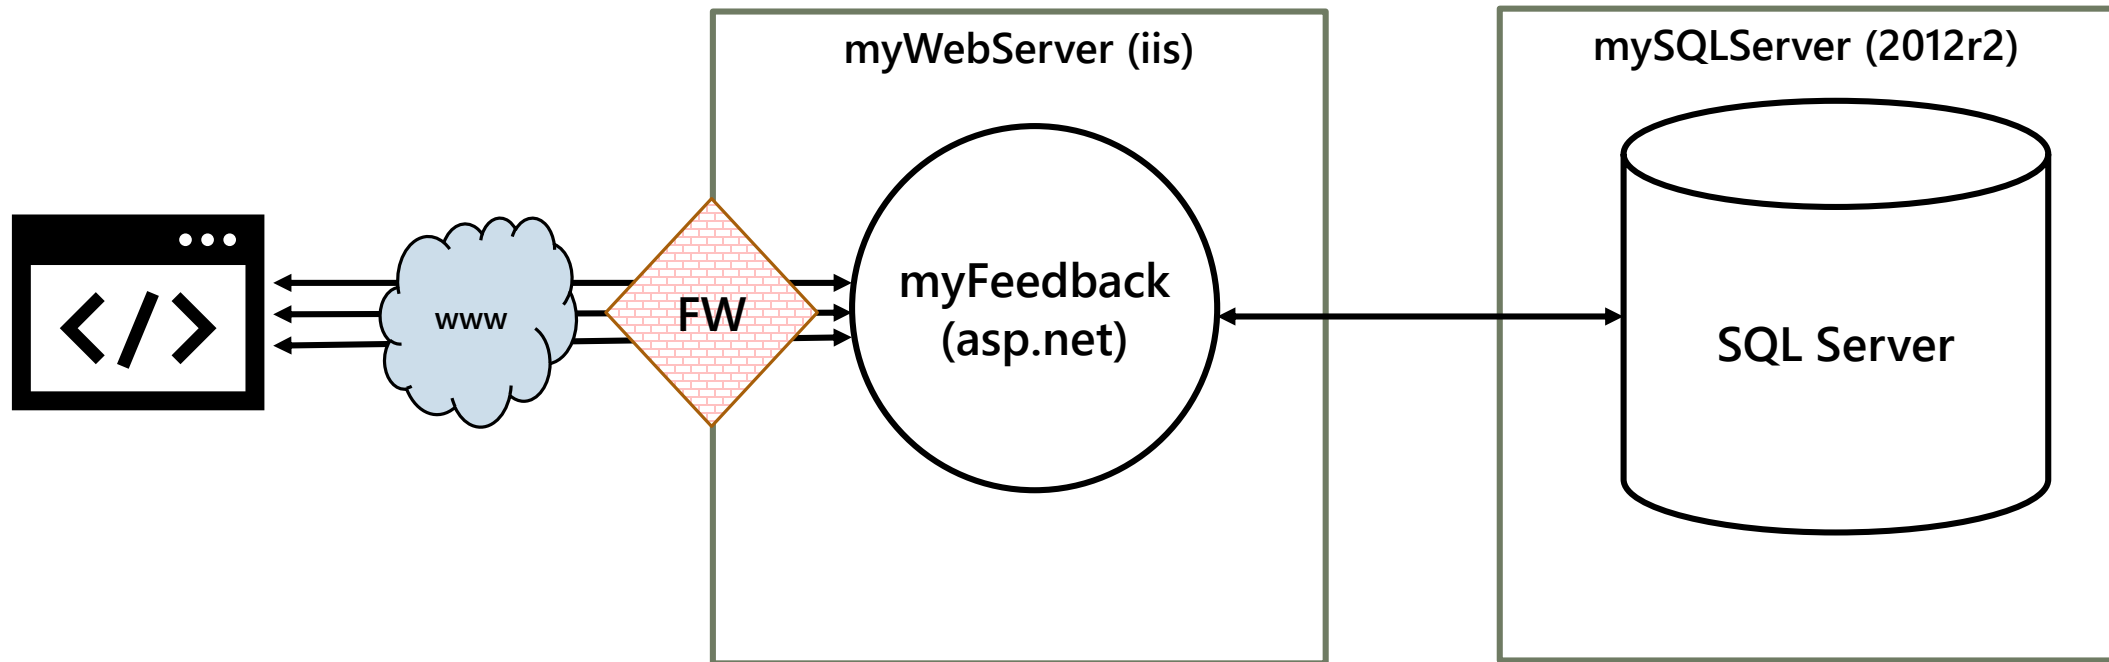 myWebServer (iis)
mySQLServer (2012r2)
</>
www
FW
myFeedback
(asp.net)
SQL Server